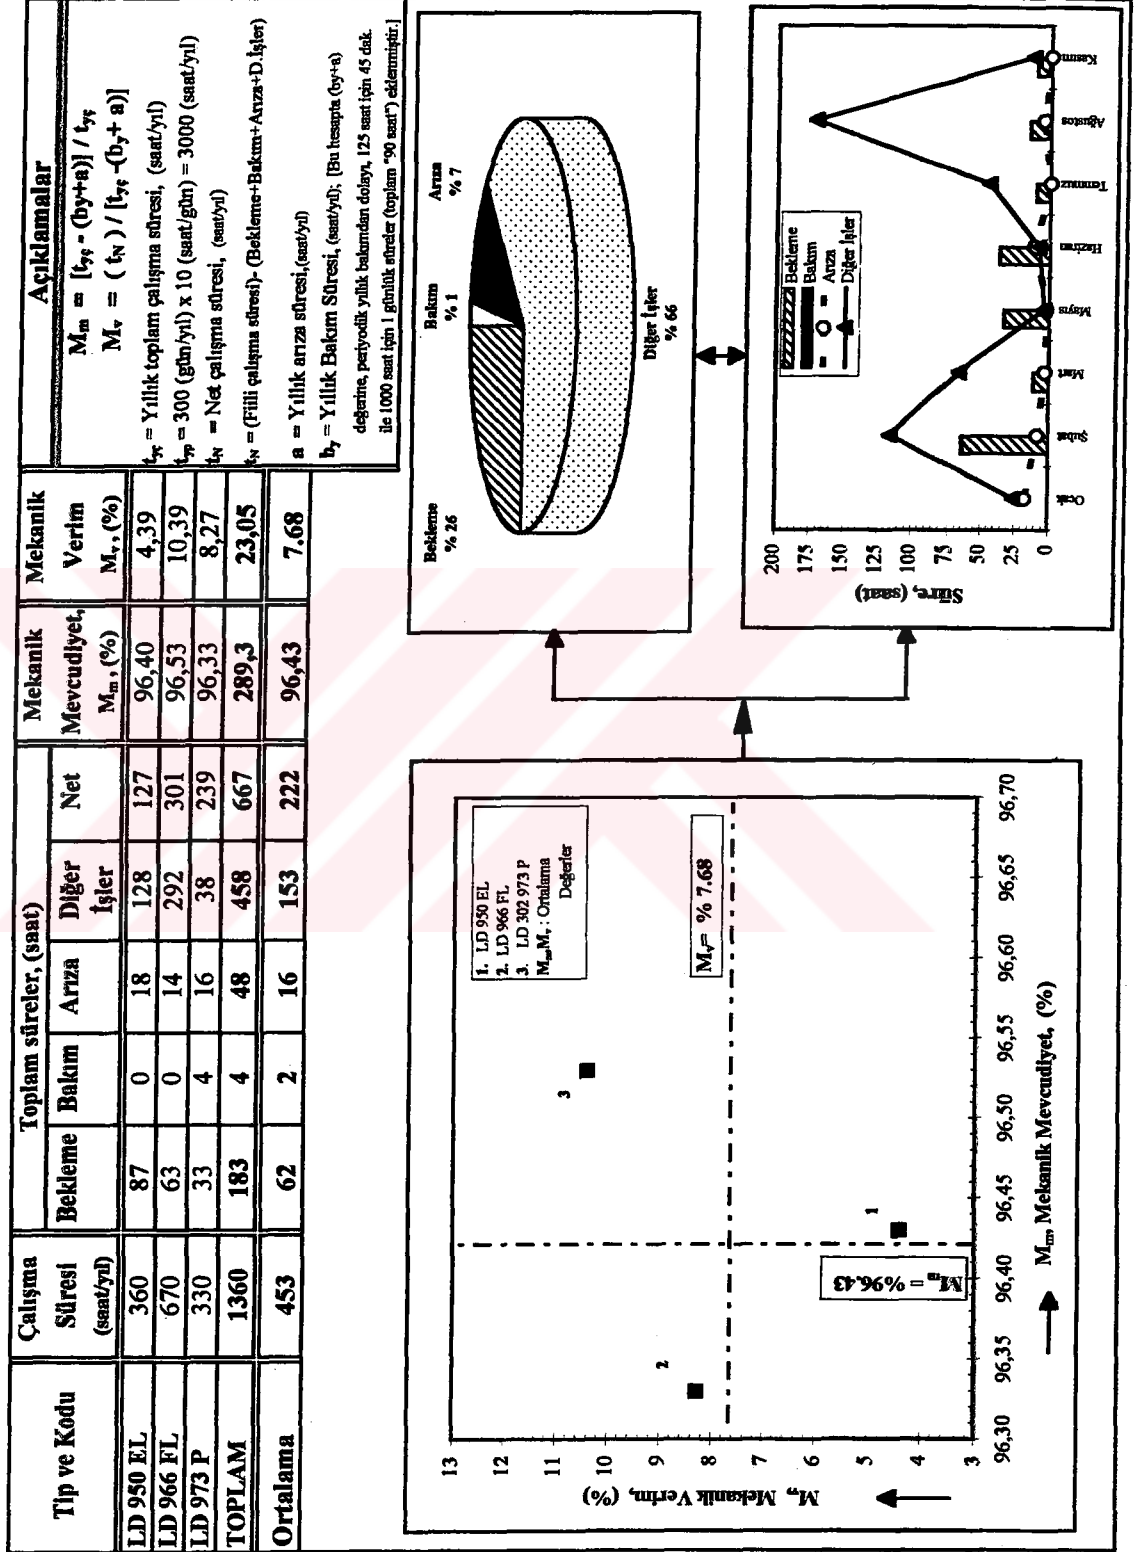 Tip ve Kodu | Çalışma Süresi (saat/yıl) | Toplam süreler, (saat) | Mekanik Mevcudiyet, Mm, (%) | Mekanik Verim Mv, (%) | Açıklamalar
Bekleme | Bakım | Arıza | Diğer İşler | Net
LD 950 EL | 360 | 87 | 0 | 18 | 128 | 127 | 96,40 | 4,39
LD 966 FL | 670 | 63 | 0 | 14 | 292 | 301 | 96,53 | 10,39
LD 973 P | 330 | 33 | 4 | 16 | 38 | 239 | 96,33 | 8,27
TOPLAM | 1360 | 183 | 4 | 48 | 458 | 667 | 289,3 | 23,05
Ortalama | 453 | 62 | 2 | 16 | 153 | 222 | 96,43 | 7.68
Mm = [tyç - (by+a)] / tyç
Mv = ( tN ) / [tyç -(by+ a)]
tyç = Yıllık toplam çalışma süresi, (saat/yıl)
typ = 300 (gün/yıl) x 10 (saat/gün) = 3000 (saat/yıl)
tN = Net çalışma süresi, (saat/yıl)
tN = (Fiili çalışma süresi)- (Bekleme+Bakım+Arıza+D.İşler)
a = Yıllık arıza süresi,(saat/yıl)
by = Yıllık Bakım Süresi, (saat/yıl); [Bu hesapta (by+a)
değerine, periyodik yıllık bakımdan dolayı, 125 saat için 45 dak.
ile 1000 saat için 1 günlük süreler (toplam "90 saat") eklenmiştir.]
Mv, Mekanik Verim, (%)
13
12
11
10
9
8
7
6
5
4
3
1. LD 950 EL
2. LD 966 FL
3. LD 302 973 P
Mm,Mv : Ortalama
Değerler
Mv= % 7.68
Mm = %96.43
1
2
3
96,30 96,35 96,40 96,45 96,50 96,55 96,60 96,65 96,70
Mm, Mekanik Mevcudiyet, (%)
Bekleme
% 26
Bakım
% 1
Arıza
% 7
Diğer İşler
% 66
Süre, (saat)
200
175
150
125
100
75
50
25
0
Bekleme
Bakım
Arıza
Diğer İşler
Ocak Şubat Mart Mayıs Haziran Temmuz Ağustos Kasım